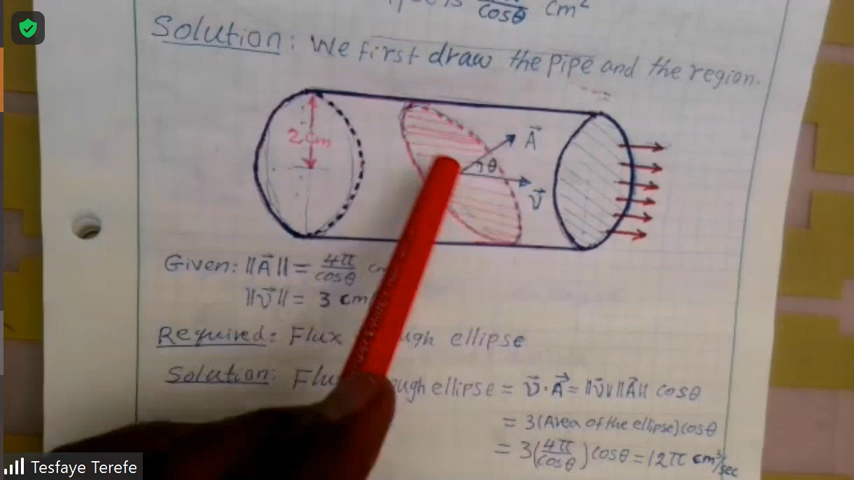 cosθ cm²
Solution: We first draw the pipe and the region.
2cm
A⃗
θ
v⃗
Given: ||A⃗|| = 4π/cosθ
||v⃗|| = 3 cm
Required: Flux ellipse
Solution: ellipse = v⃗·A⃗ = ||v⃗||||A⃗|| cosθ
= 3(Area of the ellipse)cosθ
= 3(4π/cosθ)cosθ = 12π cm³/sec
Tesfaye Terefe